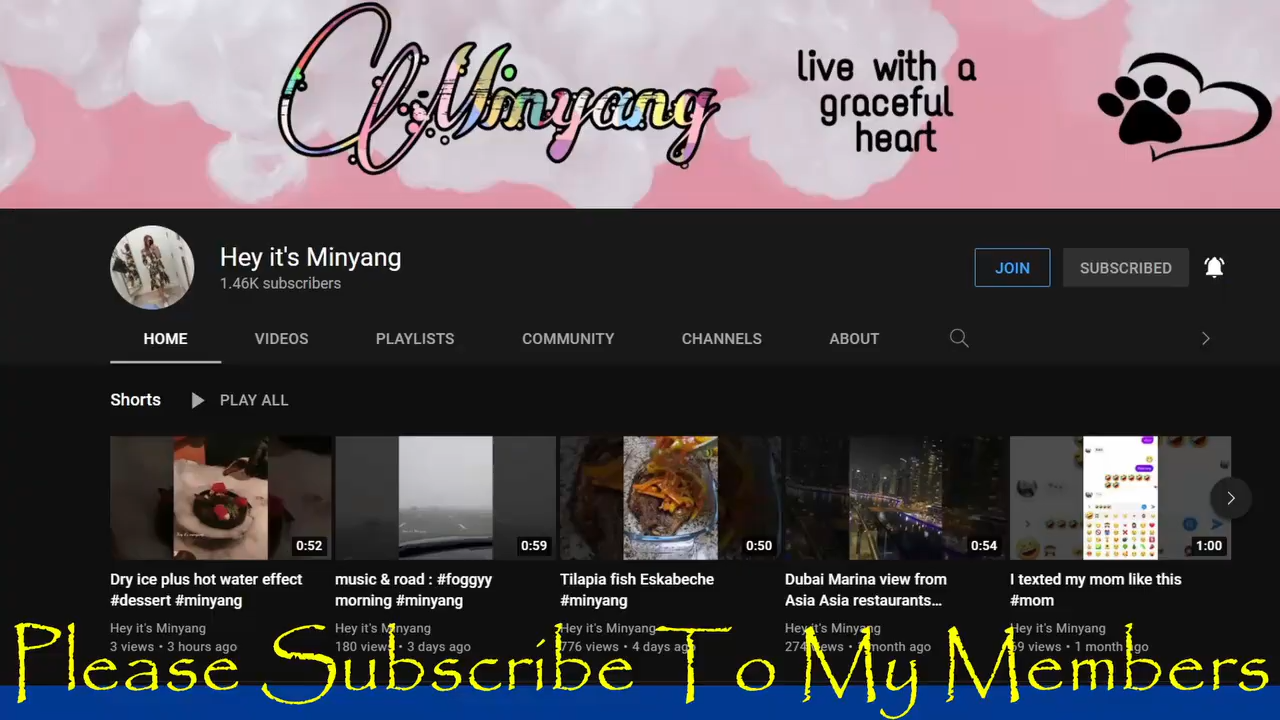 Minyang
live with a
graceful
heart
Hey it's Minyang
1.46K subscribers
JOIN
SUBSCRIBED
HOME
VIDEOS
PLAYLISTS
COMMUNITY
CHANNELS
ABOUT
Shorts
PLAY ALL
0:52
0:59
0:50
0:54
1:00
Dry ice plus hot water effect
#dessert #minyang
Hey it's Minyang
3 views • 3 hours ago
music & road : #foggyy
morning #minyang
Hey it's Minyang
180 views • 3 days ago
Tilapia fish Eskabeche
#minyang
Hey it's Minyang
776 views • 4 days ago
Dubai Marina view from
Asia Asia restaurants...
Hey it's Minyang
274 views • month ago
I texted my mom like this
#mom
Hey it's Minyang
views • 1 month ago
Please Subscribe To My Members